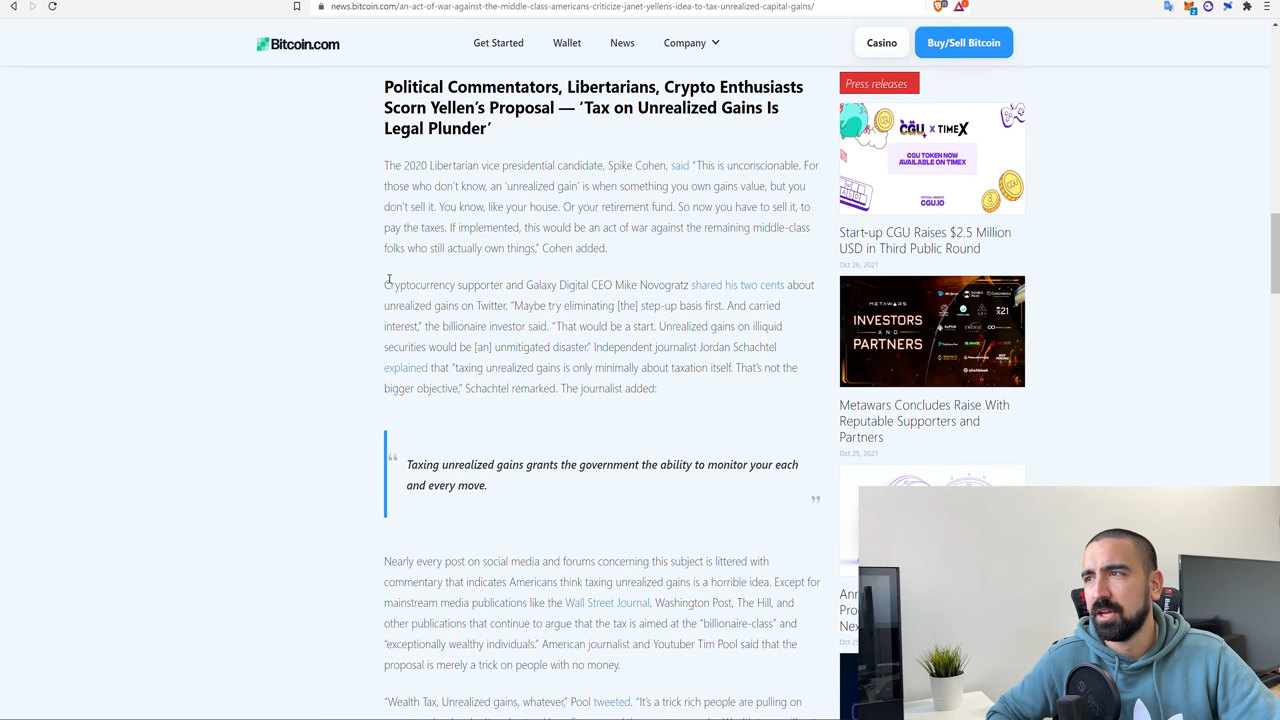 news.bitcoin.com/an-act-of-war-against-the-middle-class-americans-criticize-janet-yellens-idea-to-tax-unrealized-capital-gains/
Bitcoin.com
Get Started
Wallet
News
Company
Casino
Buy/Sell Bitcoin
Political Commentators, Libertarians, Crypto Enthusiasts
Scorn Yellen's Proposal — 'Tax on Unrealized Gains Is
Legal Plunder'
The 2020 Libertarian vice-presidential candidate, Spike Cohen, said "This is unconscionable. For
those who don't know, an 'unrealized gain' is when something you own gains value, but you
don't sell it. You know, like your house. Or your retirement fund. So now you have to sell it, to
pay the taxes. If implemented, this would be an act of war against the remaining middle-class
folks who still actually own things," Cohen added.
Cryptocurrency supporter and Galaxy Digital CEO Mike Novogratz shared his two cents about
unrealized gains on Twitter as well. "How about starting w/ no step-up basis and no carried
interest," the billionaire investor wrote. "That would be a start. Unrealized gains on illiquid
securities sounds like a litigators dream." Independent journalist Jordan Schachtel
explained that "taxing unrealized gains is only minimally about taxation itself. That's not the
bigger objective," Schachtel remarked. The journalist added:
Taxing unrealized gains grants the government the ability to monitor your each
and every move.
Nearly every post on social media and forums concerning this subject is littered with
commentary that indicates Americans think taxing unrealized gains is a horrible idea. Except for
mainstream media publications like the Wall Street Journal, Washington Post, The Hill, and
other publications that continue to argue that the tax is aimed at the "billionaire-class" and
"exceptionally wealthy individuals." American journalist and Youtuber Tim Pool said that the
proposal is merely a trick on people with no money.
"Wealth Tax, Unrealized gains, whatever," Pool tweeted. "It's a trick rich people are pulling on
Press releases
CGU X TIMEX
CGU TOKEN NOW
AVAILABLE ON TIMEX
CGU.IO
Start-up CGU Raises $2.5 Million
USD in Third Public Round
Oct 26, 2021
METAWARS
INVESTORS
AND
PARTNERS
Metawars Concludes Raise With
Reputable Supporters and
Partners
Oct 25, 2021